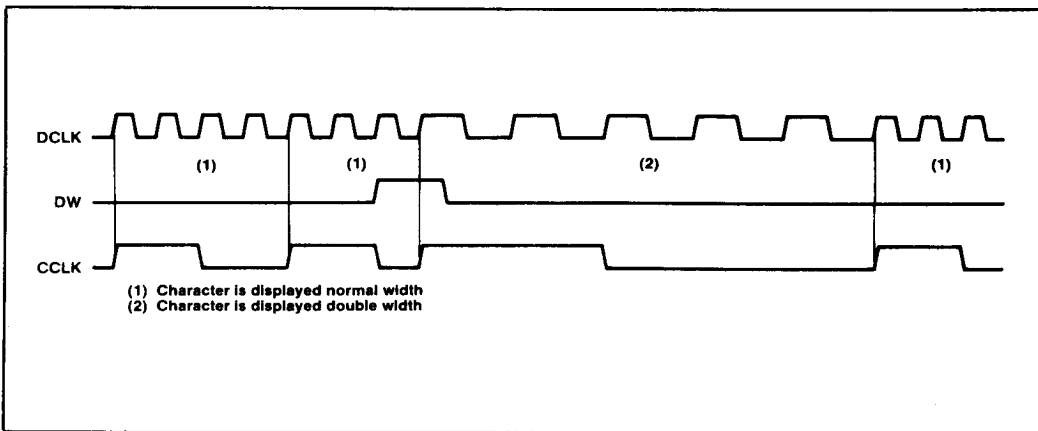 DCLK
(1) (1) (2) (1)
DW
CCLK
(1) Character is displayed normal width
(2) Character is displayed double width